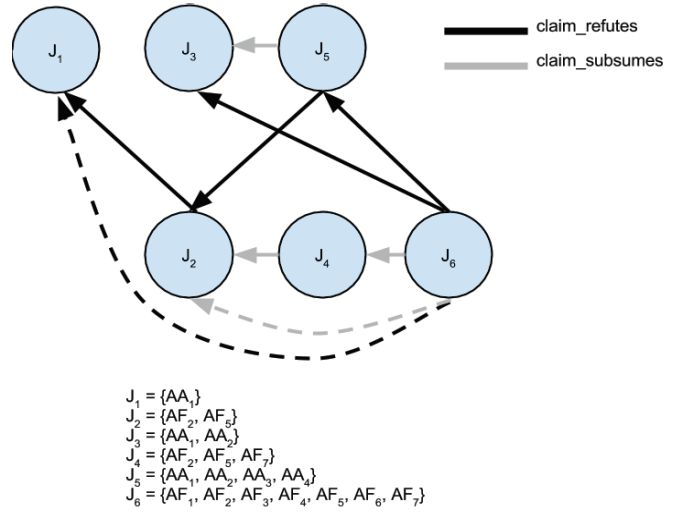 J₁ J₃ J₅ claim_refutes
claim_subsumes
J₂ J₄ J₆
J₁ = {AA₁}
J₂ = {AF₂, AF₅}
J₃ = {AA₁, AA₂}
J₄ = {AF₂, AF₅, AF₇}
J₅ = {AA₁, AA₂, AA₃, AA₄}
J₆ = {AF₁, AF₂, AF₃, AF₄, AF₅, AF₆, AF₇}